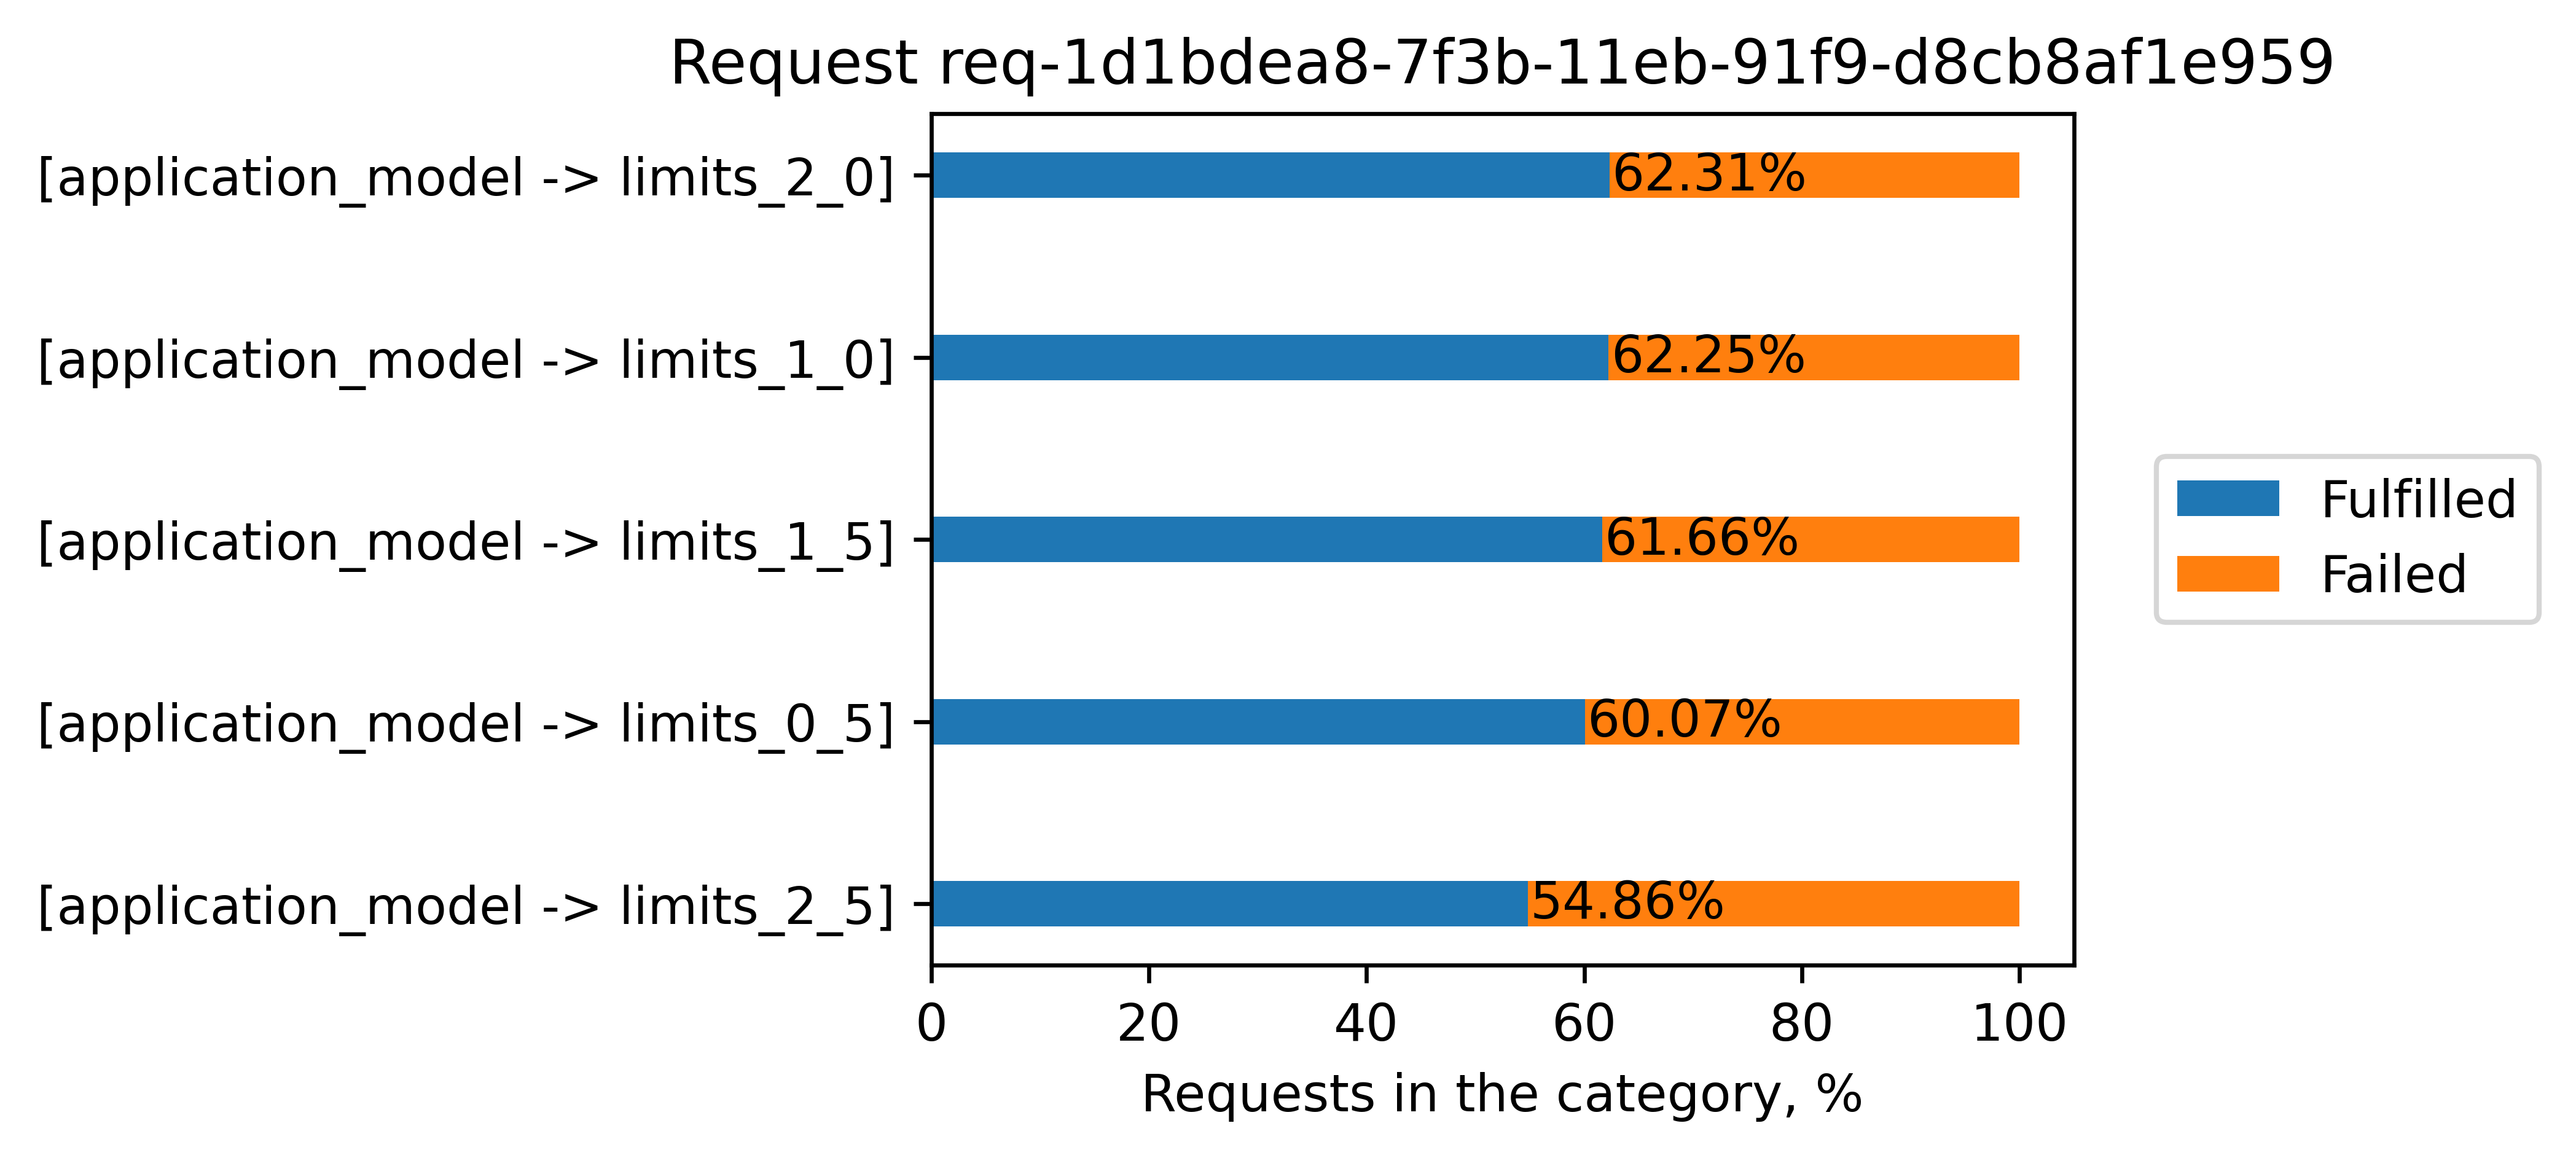 Request req-1d1bdea8-7f3b-11eb-91f9-d8cb8af1e959
[application_model -> limits_2_0]
62.31%
[application_model -> limits_1_0]
62.25%
[application_model -> limits_1_5]
61.66%
[application_model -> limits_0_5]
60.07%
[application_model -> limits_2_5]
54.86%
0 20 40 60 80 100
Requests in the category, %
Fulfilled
Failed